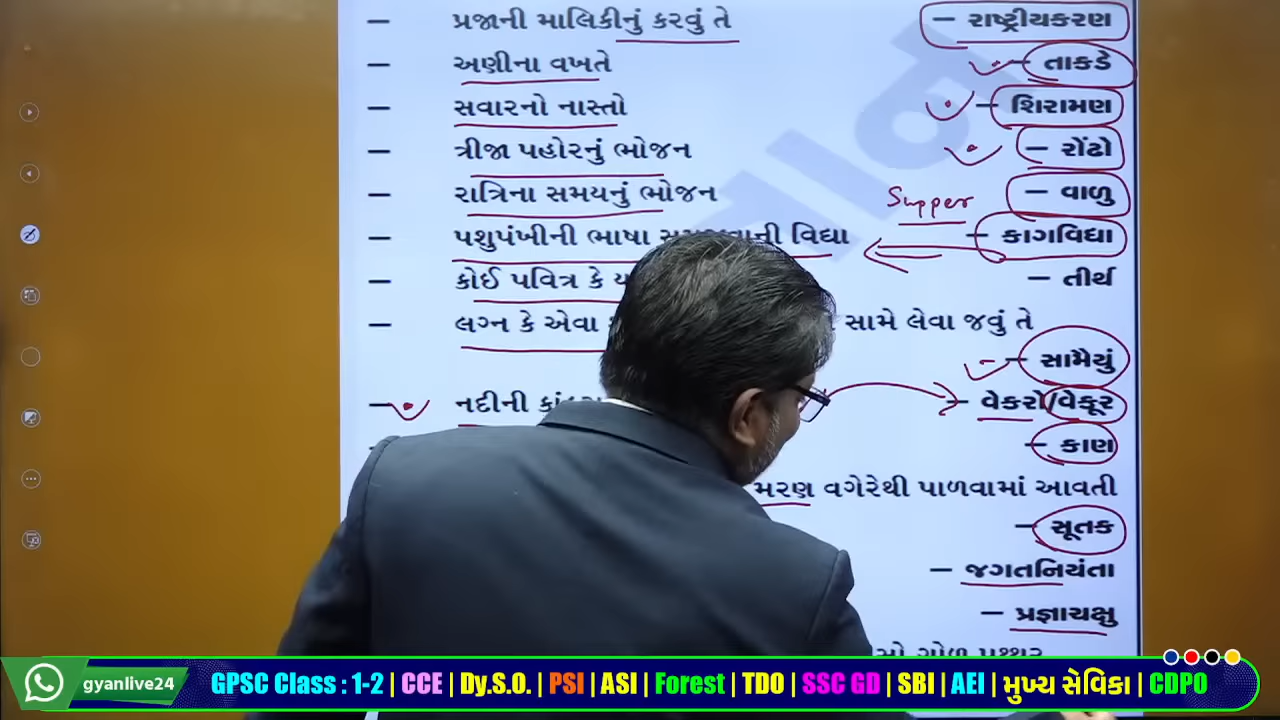 – પ્રજાની માલિકીનું કરવું તે – રાષ્ટ્રીયકરણ
– અણીના વખતે – તાકડે
– સવારનો નાસ્તો – શિરામણ
– ત્રીજા પહોરનું ભોજન – રોંઢો
– રાત્રિના સમયનું ભોજન Supper – વાળુ
– પશુપંખીની ભાષા વિદ્યા – કાગવિદ્યા
– કોઈ પવિત્ર કે – તીર્થ
– લગ્ન કે એવા સામે લેવા જવું તે
– સામૈયું
– નદીની – વેકરો/વેકૂર
– કાણ
મરણ વગેરેથી પાળવામાં આવતી
– સૂતક
– જગતનિયંતા
– પ્રજ્ઞાચક્ષુ
gyanlive24 GPSC Class : 1-2 | CCE | Dy.S.O. | PSI | ASI | Forest | TDO | SSC GD | SBI | AEI | મુખ્ય સેવિકા | CDPO